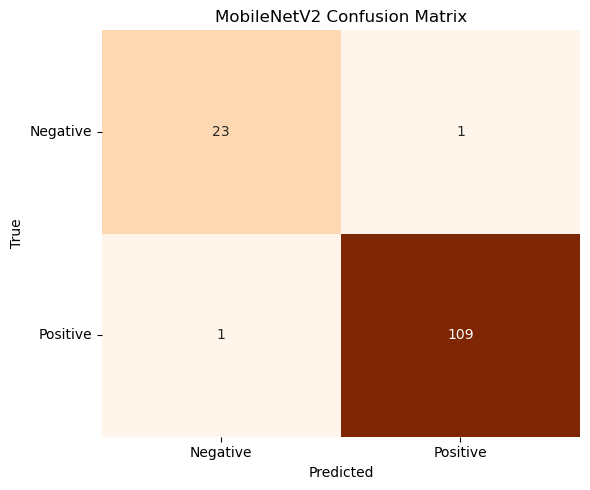 MobileNetV2 Confusion Matrix
True
Negative
23
1
Positive
1
109
Negative
Positive
Predicted